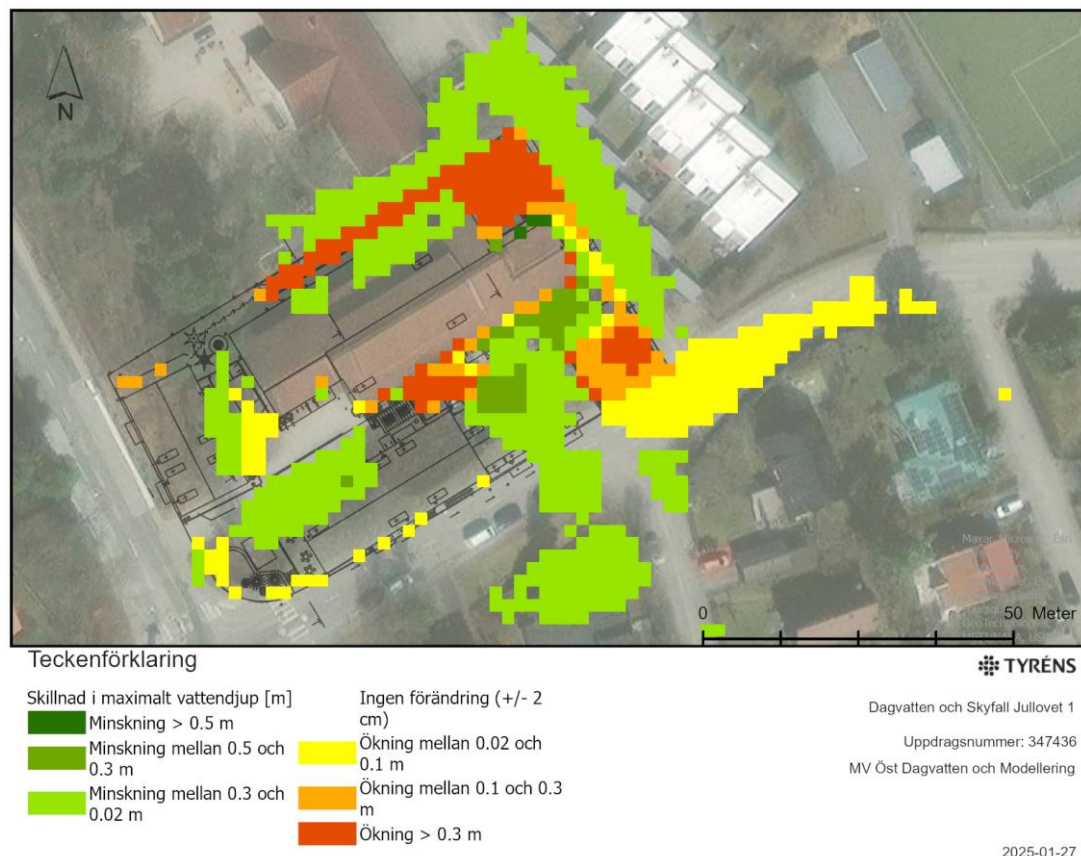 N
Maxar, Microsoft, Esri
0 50 Meter
Teckenförklaring
TYRÉNS
Skillnad i maximalt vattendjup [m]
Minskning > 0.5 m
Minskning mellan 0.5 och
0.3 m
Minskning mellan 0.3 och
0.02 m
Ingen förändring (+/- 2
cm)
Ökning mellan 0.02 och
0.1 m
Ökning mellan 0.1 och 0.3
m
Ökning > 0.3 m
Dagvatten och Skyfall Jullovet 1
Uppdragsnummer: 347436
MV Öst Dagvatten och Modellering
2025-01-27